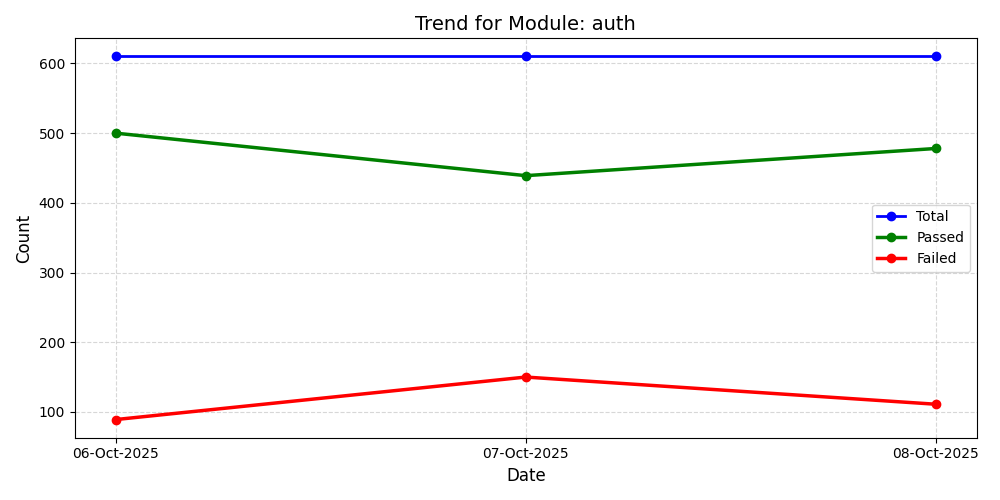 Trend for Module: auth
Count
600
500
400
300
200
100
Total
Passed
Failed
06-Oct-2025 07-Oct-2025 08-Oct-2025
Date